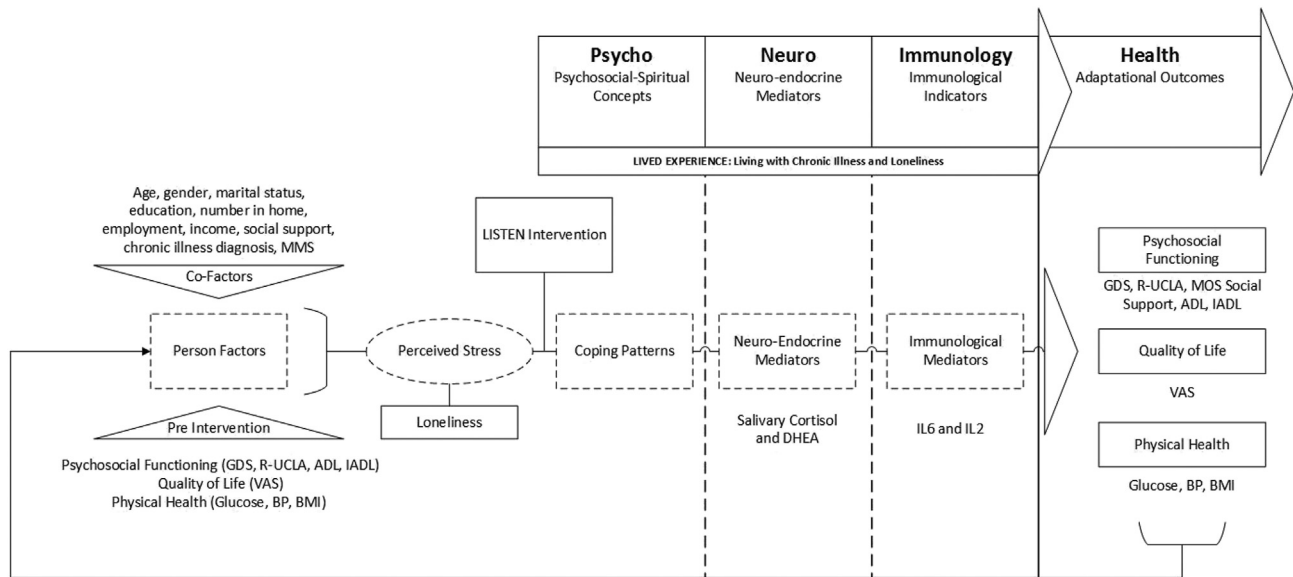 Psycho
Psychosocial-Spiritual
Concepts
Neuro
Neuro-endocrine
Mediators
Immunology
Immunological
Indicators
Health
Adaptational Outcomes
LIVED EXPERIENCE: Living with Chronic Illness and Loneliness
Age, gender, marital status,
education, number in home,
employment, income, social support,
chronic illness diagnosis, MMS
Co-Factors
Person Factors
Pre Intervention
Psychosocial Functioning (GDS, R-UCLA, ADL, IADL)
Quality of Life (VAS)
Physical Health (Glucose, BP, BMI)
Perceived Stress
Loneliness
LISTEN Intervention
Coping Patterns
Neuro-Endocrine
Mediators
Salivary Cortisol
and DHEA
Immunological
Mediators
IL6 and IL2
Psychosocial
Functioning
GDS, R-UCLA, MOS Social
Support, ADL, IADL
Quality of Life
VAS
Physical Health
Glucose, BP, BMI